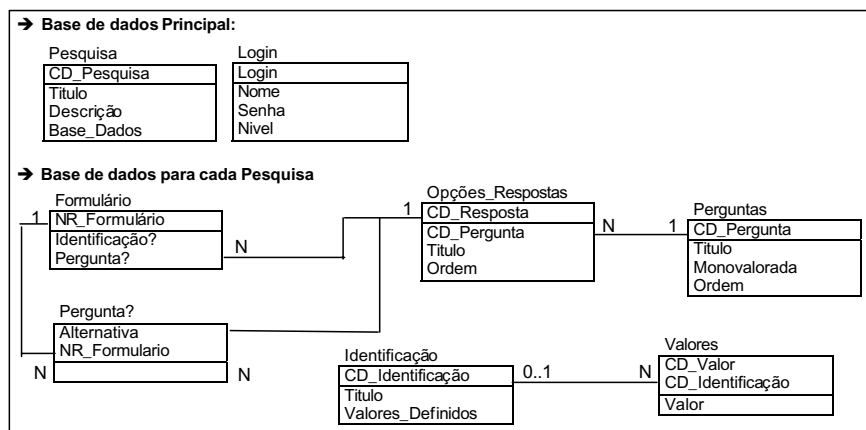 ➔ Base de dados Principal:
Pesquisa
CD_Pesquisa
Titulo
Descrição
Base_Dados
Login
Login
Nome
Senha
Nivel
➔ Base de dados para cada Pesquisa
Formulário
1
NR_Formulário
Identificação?
Pergunta?
N
Opções_Respostas
1
CD_Resposta
CD_Pergunta
Titulo
Ordem
N
1
Perguntas
CD_Pergunta
Titulo
Monovalorada
Ordem
Pergunta?
Alternativa
NR_Formulario
N
N
Identificação
CD_Identificação
Titulo
Valores_Definidos
0..1
N
Valores
CD_Valor
CD_Identificação
Valor